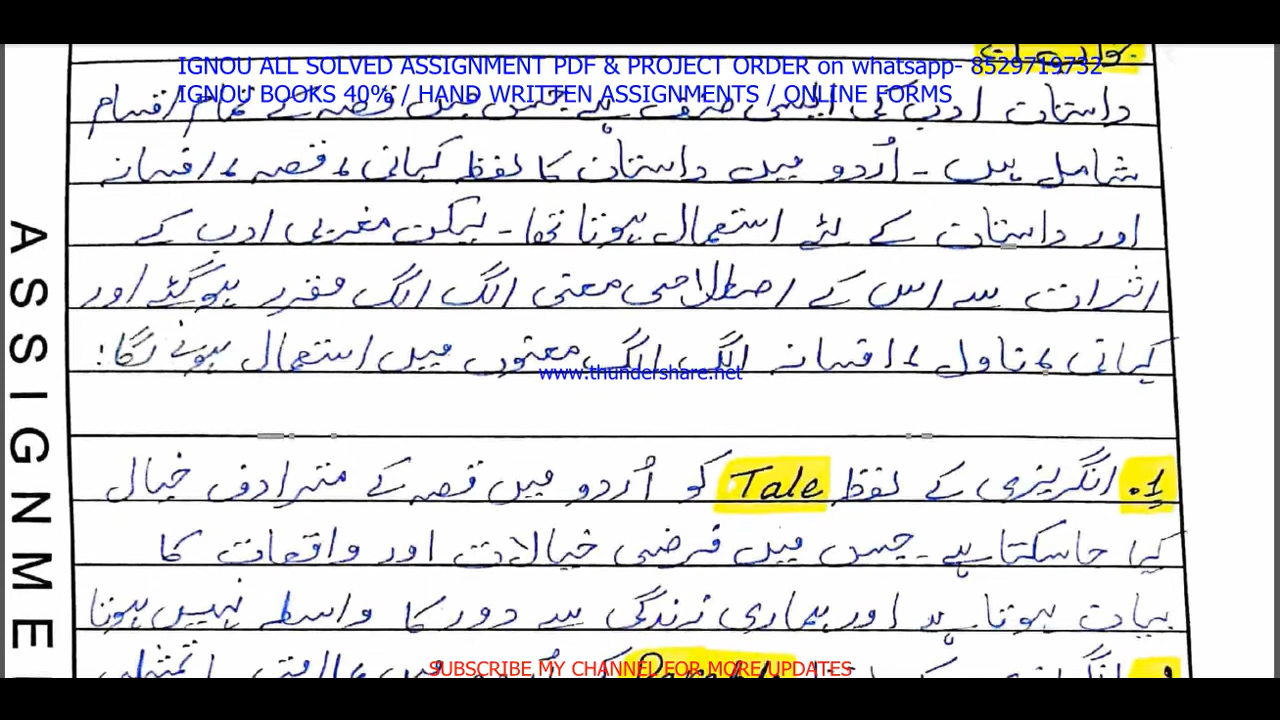 IGNOU ALL SOLVED ASSIGNMENT PDF & PROJECT ORDER on whatsapp- 8529719732
IGNOU BOOKS 40% / HAND WRITTEN ASSIGNMENTS / ONLINE FORMS
داستان ادب کی ایسی صنف ہے جس میں قصہ کے تمام اقسام
شامل ہیں ۔ اُردو میں داستان کا لفظ کہانی ، قصہ ، افسانہ
اور داستان کے لئے استعمال ہوتا تھا ۔ لیکن مغربی ادب کے
اثرات سے اس کے اصطلاحی معنی الگ الگ مقرر ہوگئے اور
کہانی ، ناول ، افسانہ الگ الگ معنوں میں استعمال ہونے لگا :
www.thundershare.net
1. انگریزی کے لفظ Tale کو اُردو میں قصہ کے مترادف خیال
کیا جاسکتا ہے ۔ جس میں فرضی خیالات اور واقعات کا
بیان ہوتا ہے اور ہماری زندگی سے دور کا واسطہ نہیں ہوتا
SUBSCRIBE MY CHANNEL FOR MORE UPDATES
ASSIGNME